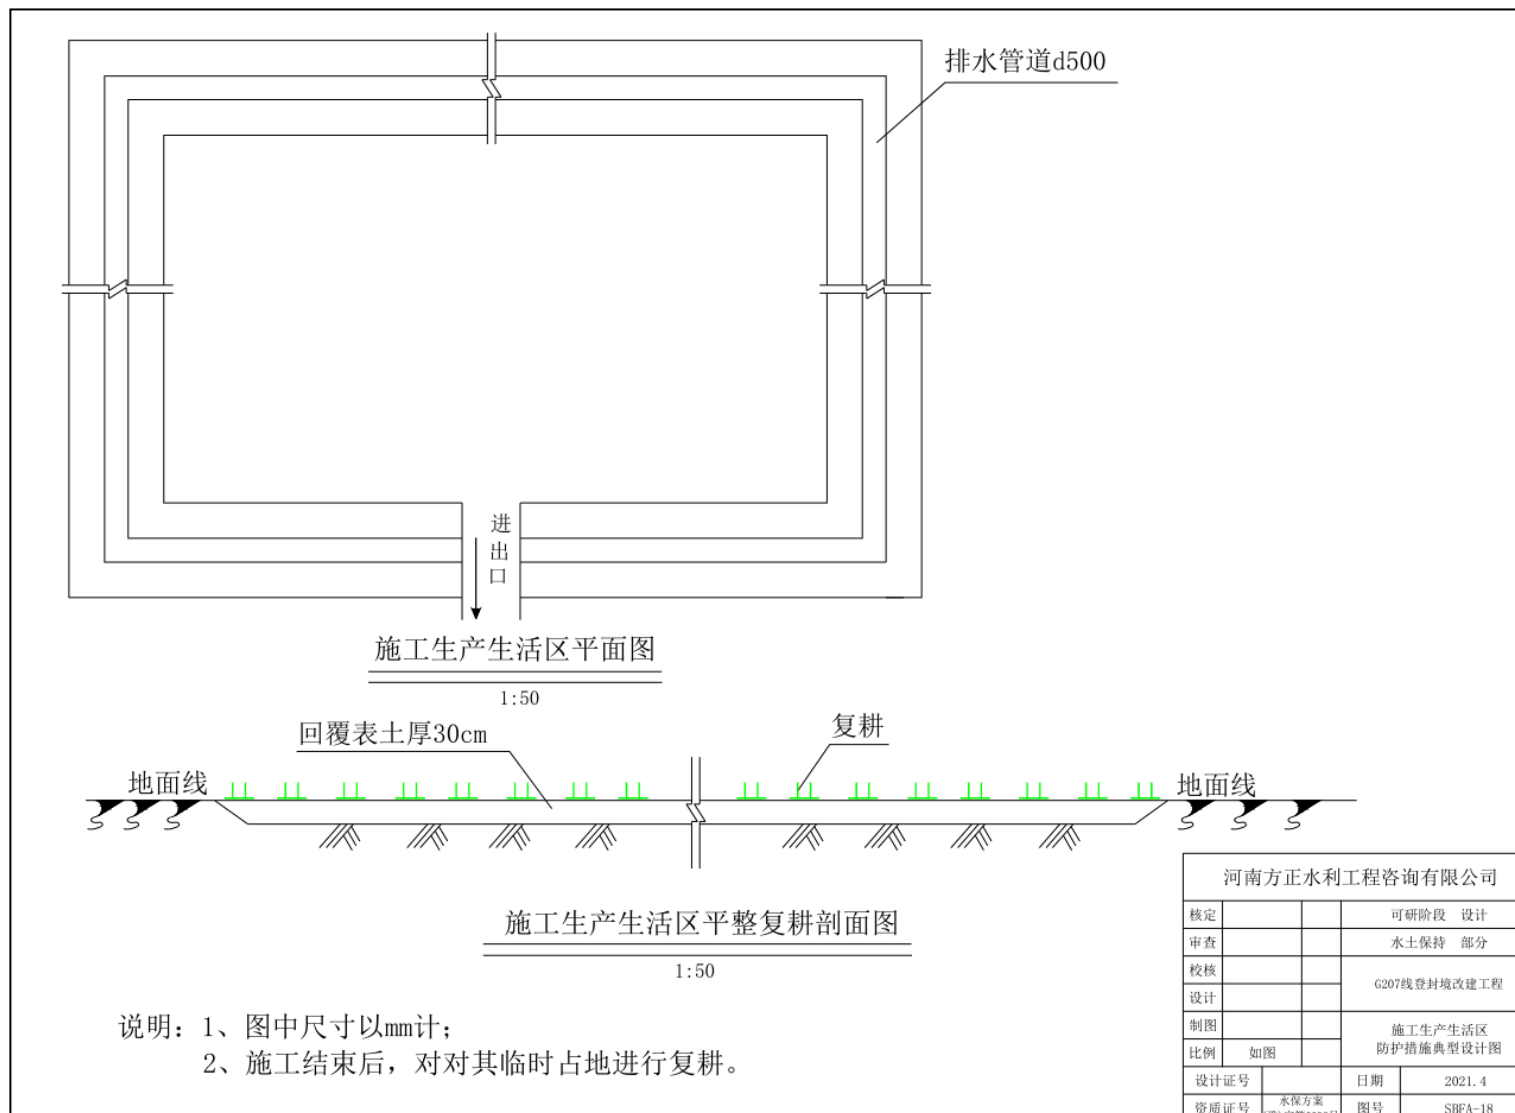 排水管道d500
进出口
施工生产生活区平面图
1:50
回覆表土厚30cm
复耕
地面线
地面线
施工生产生活区平整复耕剖面图
1:50
说明：1、图中尺寸以mm计；
2、施工结束后，对对其临时占地进行复耕。
河南方正水利工程咨询有限公司
核定 可研阶段 设计
审查 水土保持 部分
校核
G207线登封境改建工程
设计
制图
施工生产生活区
防护措施典型设计图
比例 如图
设计证号 日期 2021.4
资质证号 水保方案 图号 SBFA-18